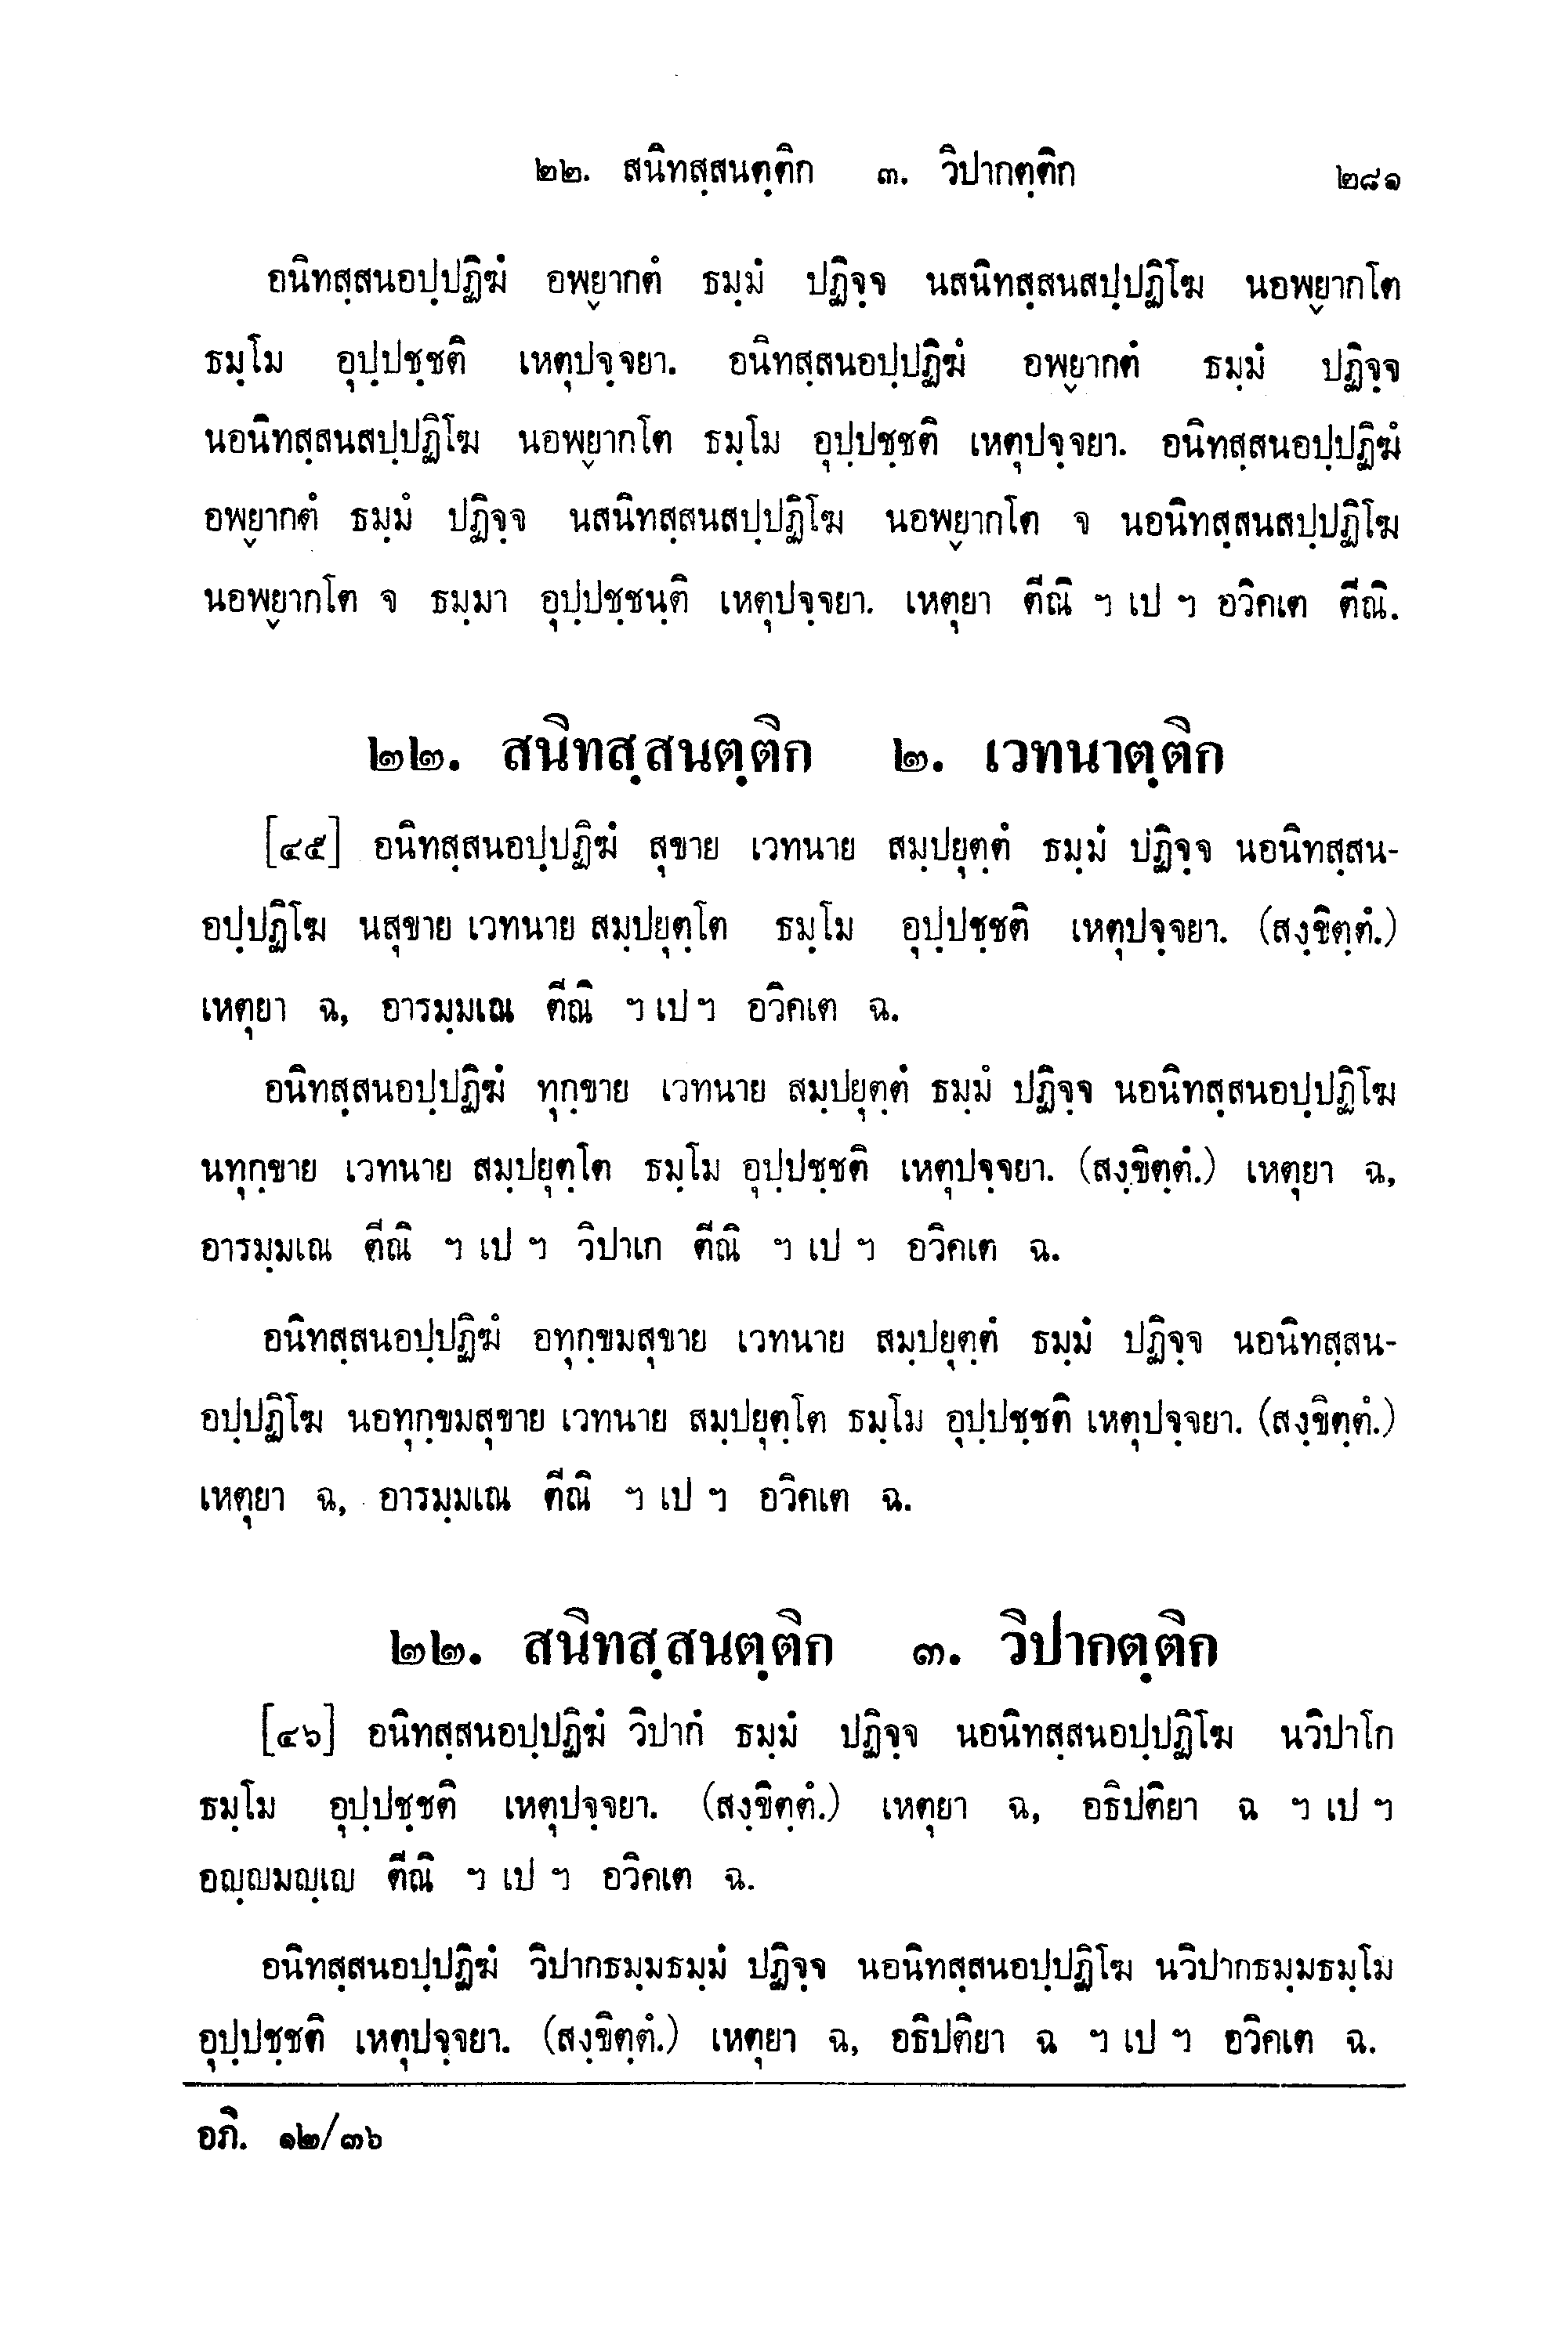 ๒๒. สนิทสฺสนตฺติก ๓. วิปากตฺติก ๒๘๑
อนิทสฺสนอปฺปฏิฆํ อพฺยากตํ ธมฺมํ ปฏิจฺจ นสนิทสฺสนสปฺปฏิโฆ นอพฺยากโต
ธมฺโม อุปฺปชฺชติ เหตุปจฺจยา. อนิทสฺสนอปฺปฏิฆํ อพฺยากตํ ธมฺมํ ปฏิจฺจ
นอนิทสฺสนสปฺปฏิโฆ นอพฺยากโต ธมฺโม อุปฺปชฺชติ เหตุปจฺจยา. อนิทสฺสนอปฺปฏิฆํ
อพฺยากตํ ธมฺมํ ปฏิจฺจ นสนิทสฺสนสปฺปฏิโฆ นอพฺยากโต จ นอนิทสฺสนสปฺปฏิโฆ
นอพฺยากโต จ ธมฺมา อุปฺปชฺชนฺติ เหตุปจฺจยา. เหตุยา ตีณิ ฯ เป ฯ อวิคเต ตีณิ.
๒๒. สนิทสฺสนตฺติก ๒. เวทนาตฺติก
[๔๕] อนิทสฺสนอปฺปฏิฆํ สุขาย เวทนาย สมฺปยุตฺตํ ธมฺมํ ปฏิจฺจ นอนิทสฺสน-
อปฺปฏิโฆ นสุขาย เวทนาย สมฺปยุตฺโต ธมฺโม อุปฺปชฺชติ เหตุปจฺจยา. (สงฺขิตฺตํ.)
เหตุยา ฉ, อารมฺมเณ ตีณิ ฯ เป ฯ อวิคเต ฉ.
อนิทสฺสนอปฺปฏิฆํ ทุกฺขาย เวทนาย สมฺปยุตฺตํ ธมฺมํ ปฏิจฺจ นอนิทสฺสนอปฺปฏิโฆ
นทุกฺขาย เวทนาย สมฺปยุตฺโต ธมฺโม อุปฺปชฺชติ เหตุปจฺจยา. (สงฺขิตฺตํ.) เหตุยา ฉ,
อารมฺมเณ ตีณิ ฯ เป ฯ วิปาเก ตีณิ ฯ เป ฯ อวิคเต ฉ.
อนิทสฺสนอปฺปฏิฆํ อทุกฺขมสุขาย เวทนาย สมฺปยุตฺตํ ธมฺมํ ปฏิจฺจ นอนิทสฺสน-
อปฺปฏิโฆ นอทุกฺขมสุขาย เวทนาย สมฺปยุตฺโต ธมฺโม อุปฺปชฺชติ เหตุปจฺจยา. (สงฺขิตฺตํ.)
เหตุยา ฉ, อารมฺมเณ ตีณิ ฯ เป ฯ อวิคเต ฉ.
๒๒. สนิทสฺสนตฺติก ๓. วิปากตฺติก
[๔๖] อนิทสฺสนอปฺปฏิฆํ วิปากํ ธมฺมํ ปฏิจฺจ นอนิทสฺสนอปฺปฏิโฆ นวิปาโก
ธมฺโม อุปฺปชฺชติ เหตุปจฺจยา. (สงฺขิตฺตํ.) เหตุยา ฉ, อธิปติยา ฉ ฯ เป ฯ
อญฺญมญฺเญ ตีณิ ฯ เป ฯ อวิคเต ฉ.
อนิทสฺสนอปฺปฏิฆํ วิปากธมฺมธมฺมํ ปฏิจฺจ นอนิทสฺสนอปฺปฏิโฆ นวิปากธมฺมธมฺโม
อุปฺปชฺชติ เหตุปจฺจยา. (สงฺขิตฺตํ.) เหตุยา ฉ, อธิปติยา ฉ ฯ เป ฯ อวิคเต ฉ.
อภิ. ๑๒/๓๖